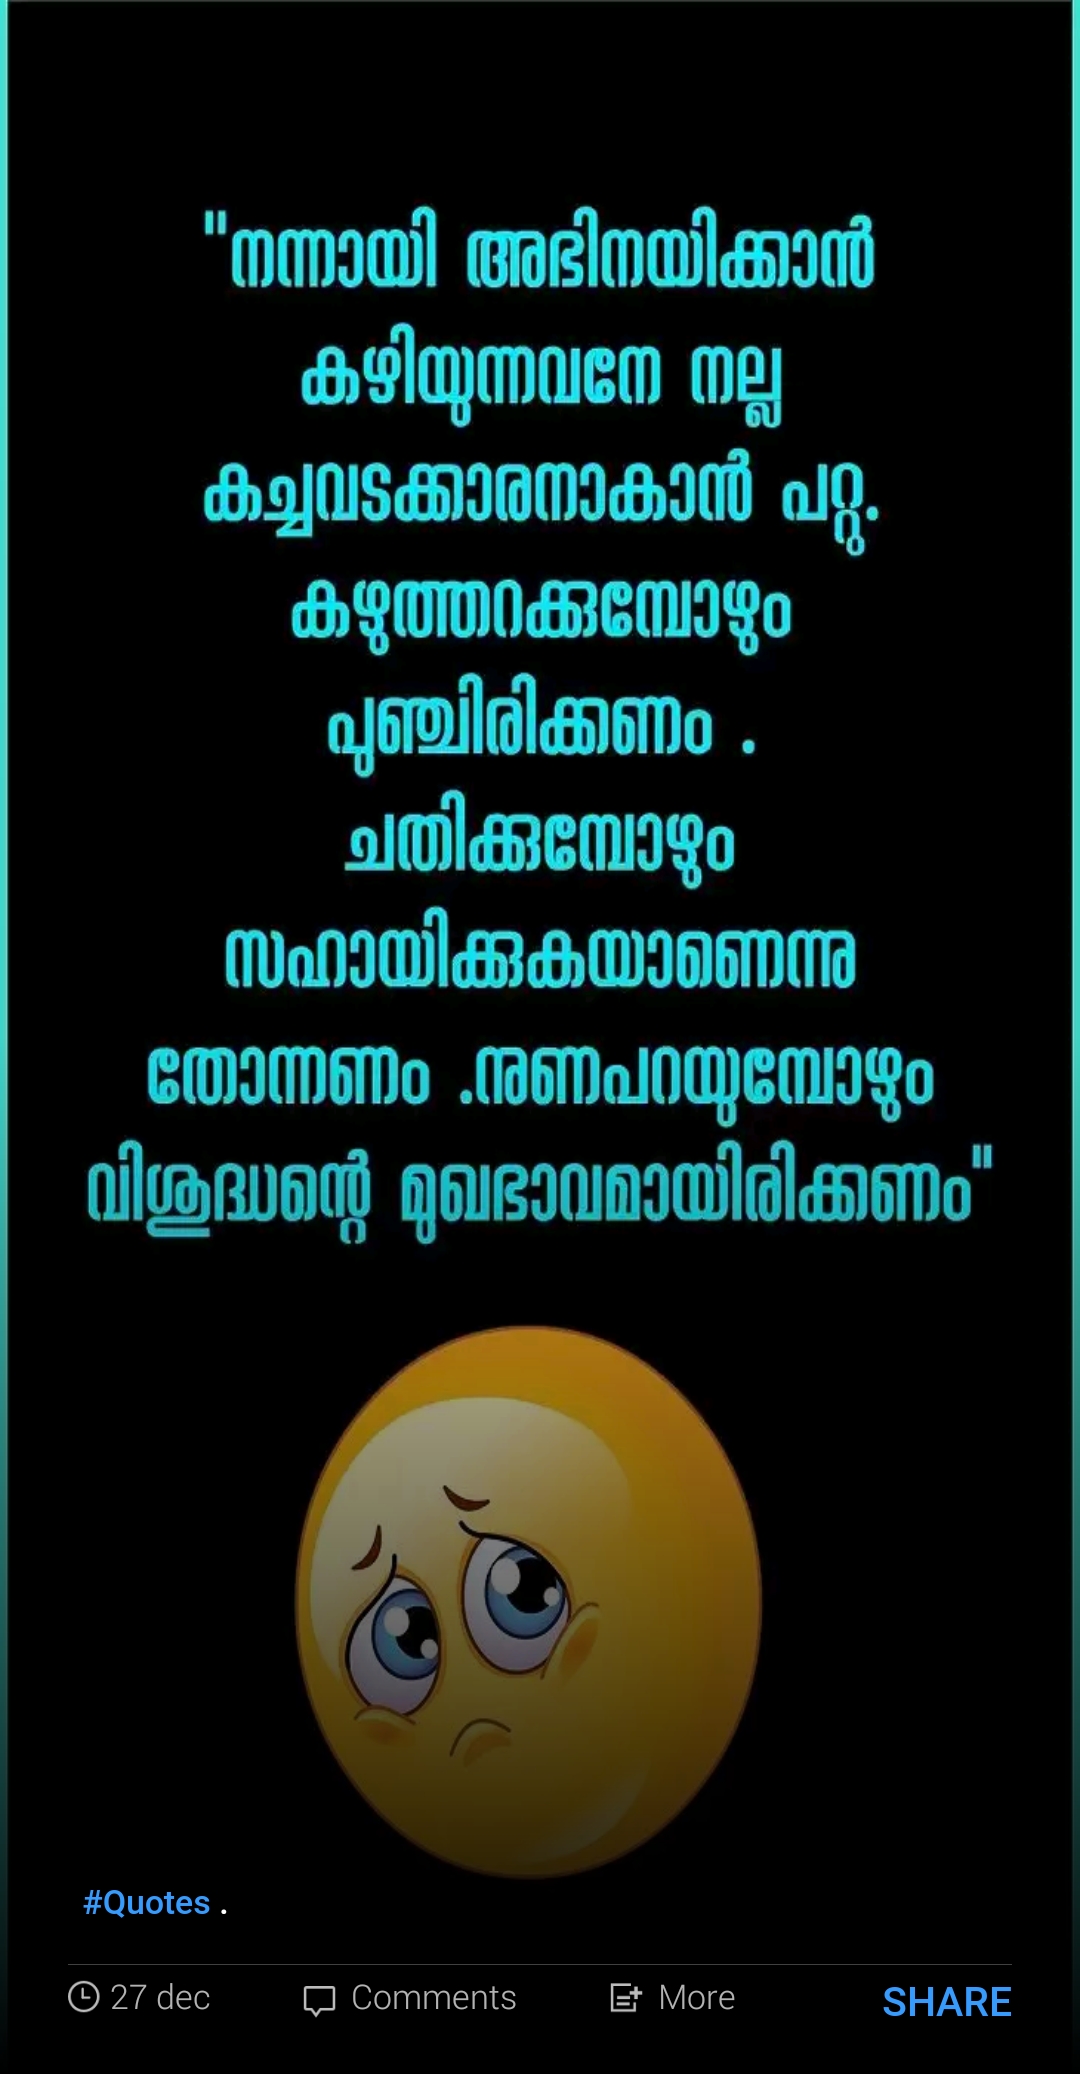 "നന്നായി അഭിനയിക്കാൻ
കഴിയുന്നവനേ നല്ല
കച്ചവടക്കാരനാകാൻ പറ്റു.
കഴുത്തറക്കുമ്പോഴും
പുഞ്ചിരിക്കണം .
ചതിക്കുമ്പോഴും
സഹായിക്കുകയാണെന്നു
തോന്നണം .നുണപറയുമ്പോഴും
വിശുദ്ധന്റെ മുഖഭാവമായിരിക്കണം"
#Quotes .
27 dec Comments More SHARE